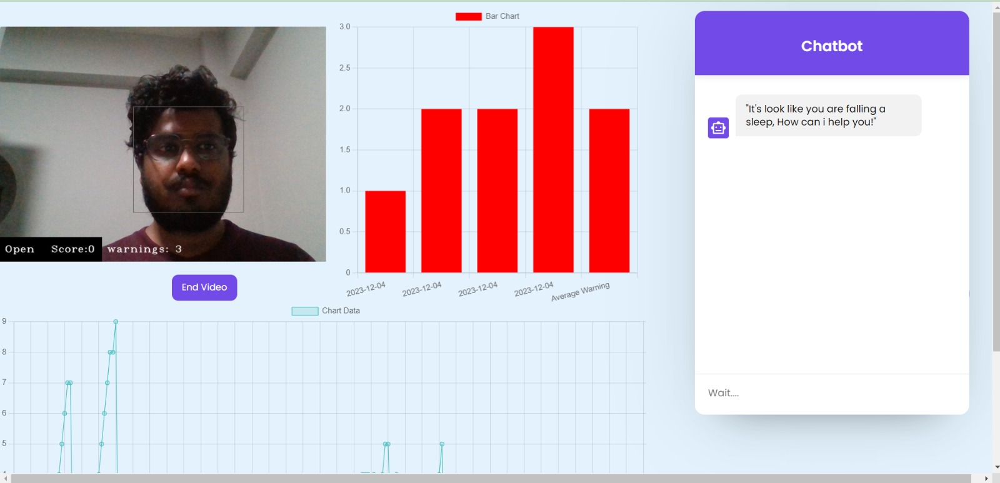 Open Score:0 warnings: 3
End Video
Bar Chart
3.0
2.5
2.0
1.5
1.0
0.5
0
2023-12-04
2023-12-04
2023-12-04
2023-12-04
Average Warning
Chart Data
9
8
7
6
5
Chatbot
"It's look like you are falling a
sleep, How can i help you!"
Wait....